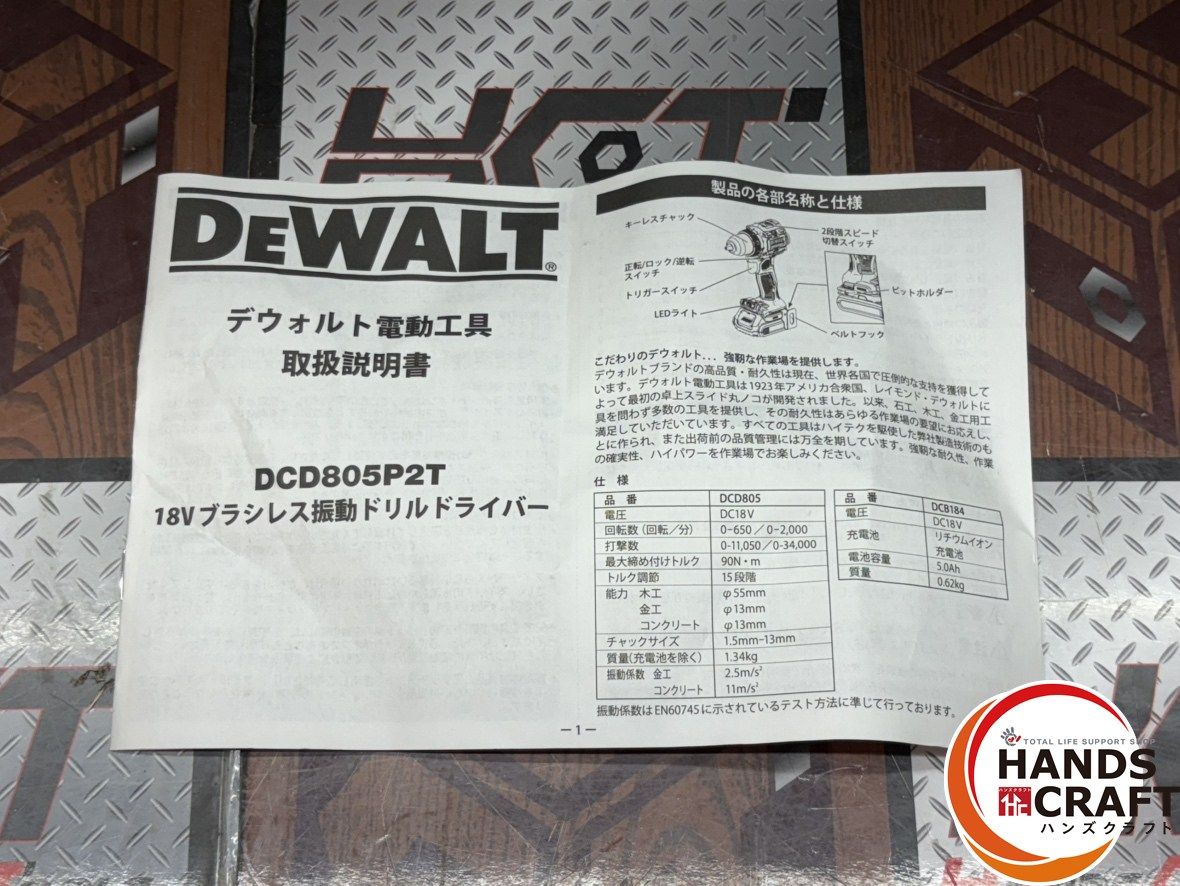 HCT
DEWALT®
デウォルト電動工具
取扱説明書
DCD805P2T
18Vブラシレス振動ドリルドライバー
製品の各部名称と仕様
キーレスチャック
2段階スピード
切替スイッチ
正転/ロック/逆転
スイッチ
トリガースイッチ
ビットホルダー
LEDライト
ベルトフック
こだわりのデウォルト... 強靭な作業場を提供します。
デウォルトブランドの高品質・耐久性は現在、世界各国で圧倒的な支持を獲得して
います。デウォルト電動工具は1923年アメリカ合衆国、レイモンド・デウォルトに
よって最初の卓上スライド丸ノコが開発されました。以来、石工、木工、金工用工
具を問わず多数の工具を提供し、その耐久性はあらゆる作業場の要望にお応えし、
満足していただいています。すべての工具はハイテクを駆使した弊社製造技術のも
とに作られ、また出荷前の品質管理には万全を期しています。強靭な耐久性、作業
の確実性、ハイパワーを作業場でお楽しみください。
仕 様
品 番 DCD805
電圧 DC18V
回転数(回転/分) 0-650/0-2,000
打撃数 0-11,050/0-34,000
最大締め付けトルク 90N・m
トルク調節 15段階
能力 木工 φ55mm
金工 φ13mm
コンクリート φ13mm
チャックサイズ 1.5mm-13mm
質量(充電池を除く) 1.34kg
振動係数 金工 2.5m/s²
コンクリート 11m/s²
品 番 DCB184
電圧 DC18V
充電池 リチウムイオン
充電池
電池容量 5.0Ah
質量 0.62kg
振動係数はEN60745に示されているテスト方法に準じて行っております。
-1-
TOTAL LIFE SUPPORT SHOP
HANDS
ハンズクラフト
CRAFT
ハンズクラフト